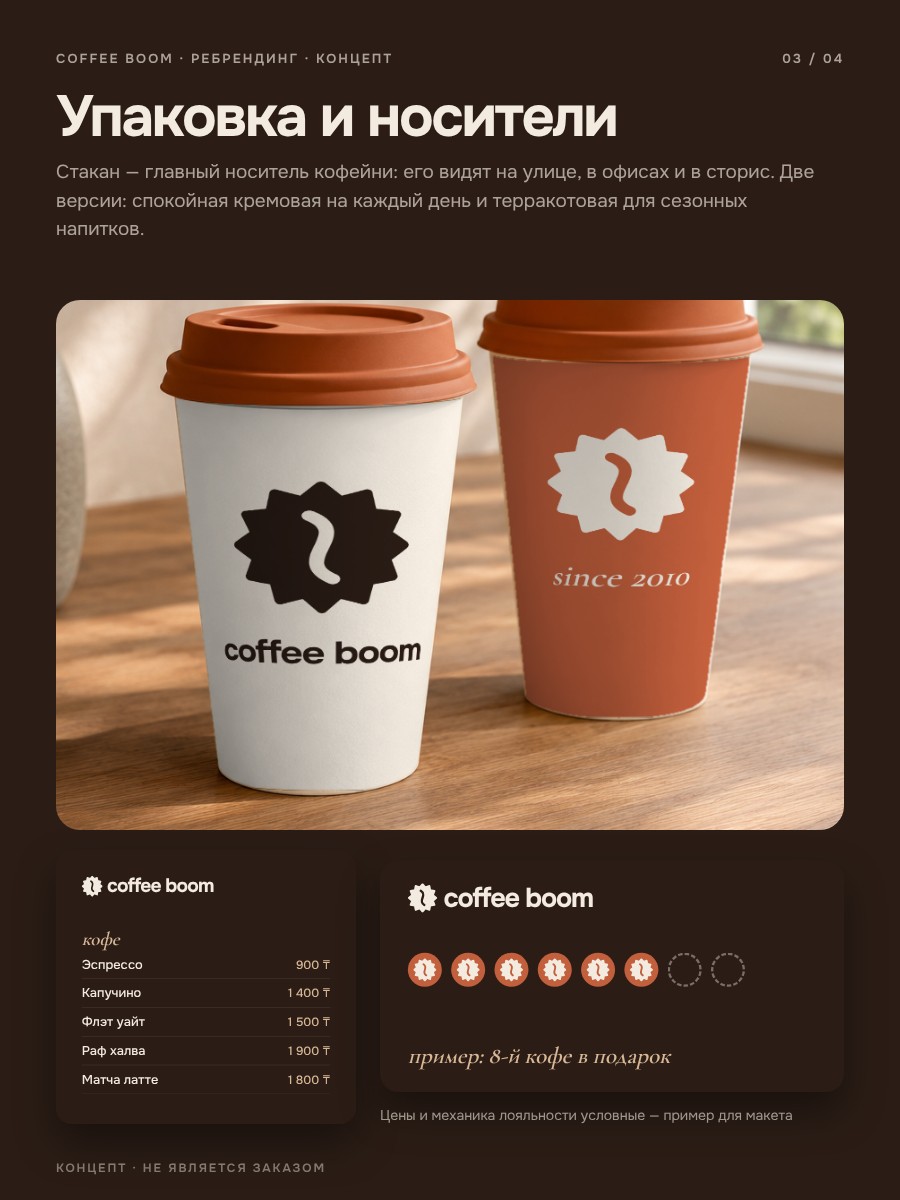 COFFEE BOOM · РЕБРЕНДИНГ · КОНЦЕПТ
03 / 04
Упаковка и носители
Стакан — главный носитель кофейни: его видят на улице, в офисах и в сторис. Две
версии: спокойная кремовая на каждый день и терракотовая для сезонных
напитков.
coffee boom
since 2010
coffee boom
кофе
Эспрессо 900 ₸
Капучино 1 400 ₸
Флэт уайт 1 500 ₸
Раф халва 1 900 ₸
Матча латте 1 800 ₸
coffee boom
пример: 8-й кофе в подарок
Цены и механика лояльности условные — пример для макета
КОНЦЕПТ · НЕ ЯВЛЯЕТСЯ ЗАКАЗОМ